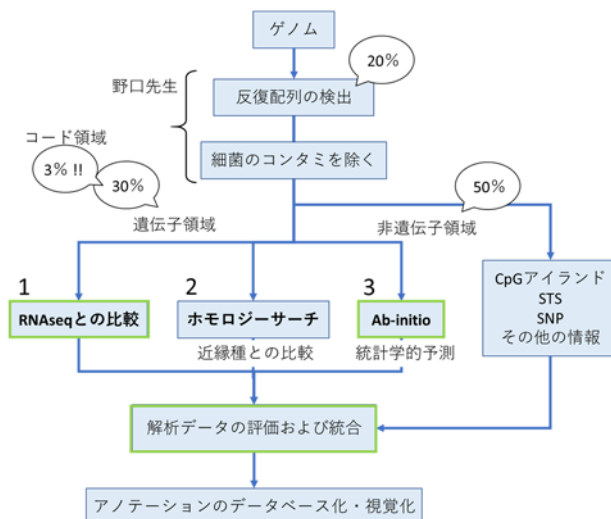 ゲノム
20%
野口先生
反復配列の検出
コード領域
細菌のコンタミを除く
3% !!
30%
50%
遺伝子領域
非遺伝子領域
1
2
3
RNAseqとの比較
ホモロジーサーチ
Ab-initio
CpGアイランド
STS
SNP
その他の情報
近縁種との比較
統計学的予測
解析データの評価および統合
アノテーションのデータベース化・視覚化